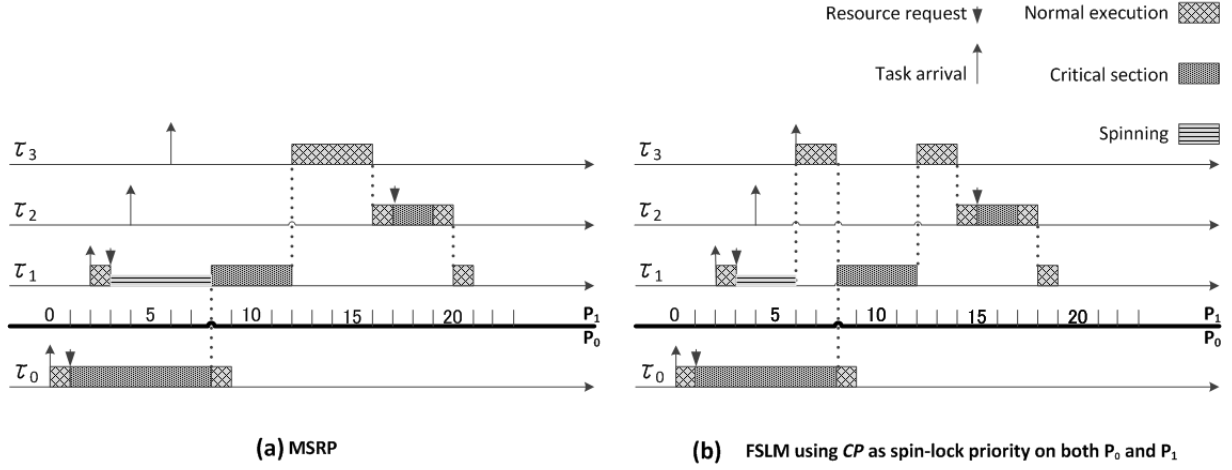 Resource request
Normal execution
Task arrival
Critical section
Spinning
τ3
τ2
τ1
0 5 10 15 20 P1
P0
τ0
(a) MSRP
τ3
τ2
τ1
0 5 10 15 20 P1
P0
τ0
(b) FSLM using CP as spin-lock priority on both P0 and P1